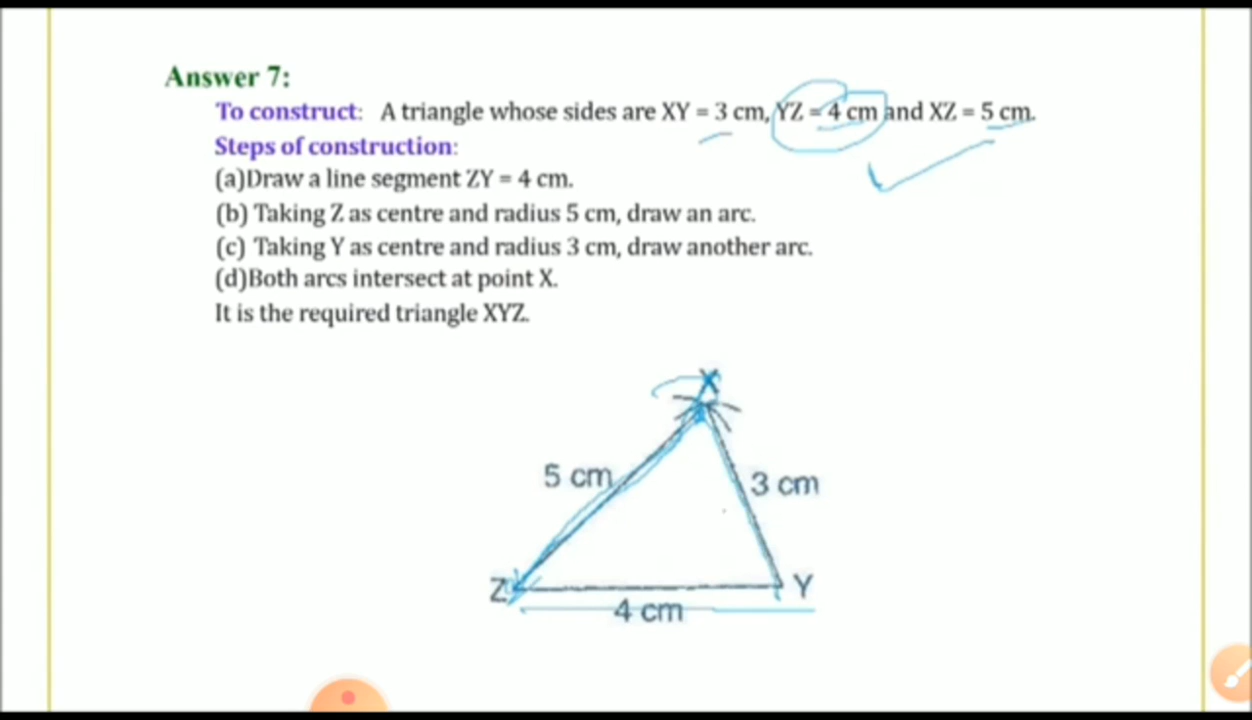 Answer 7:
To construct: A triangle whose sides are XY = 3 cm, YZ = 4 cm and XZ = 5 cm.
Steps of construction:
(a)Draw a line segment ZY = 4 cm.
(b) Taking Z as centre and radius 5 cm, draw an arc.
(c) Taking Y as centre and radius 3 cm, draw another arc.
(d)Both arcs intersect at point X.
It is the required triangle XYZ.
X
5 cm
3 cm
Z
Y
4 cm